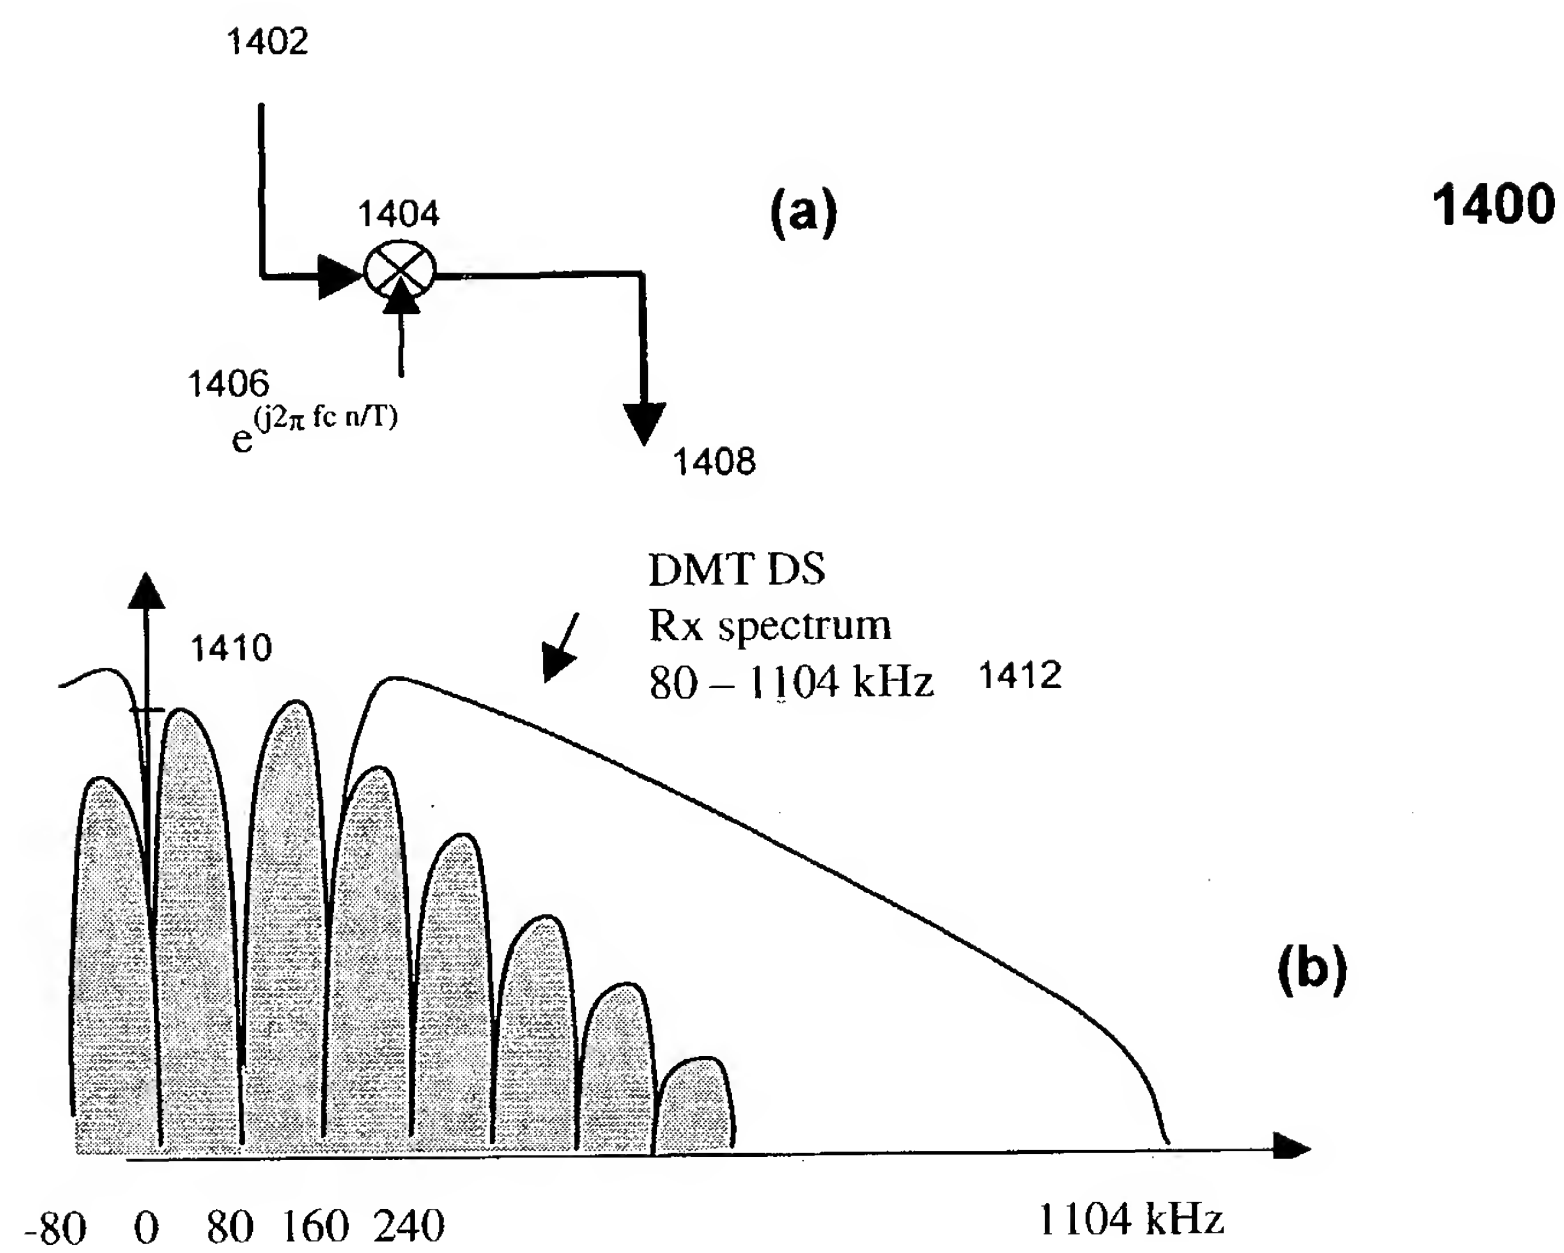 1402
(a)
1400
1404
1406
e(j2π fc n/T)
1408
DMT DS
Rx spectrum
80 – 1104 kHz 1412
1410
(b)
-80 0 80 160 240 1104 kHz